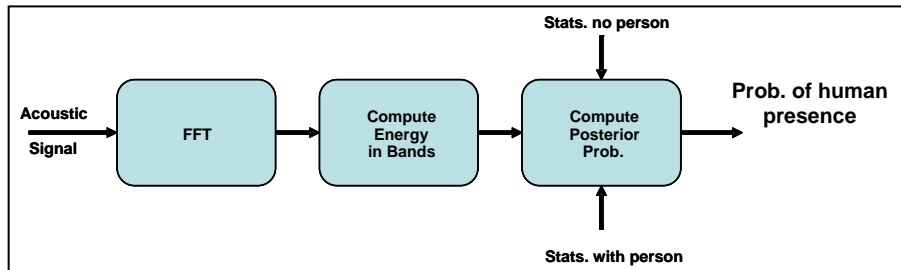 Stats. no person
Acoustic
Signal
FFT
Compute
Energy
in Bands
Compute
Posterior
Prob.
Prob. of human
presence
Stats. with person